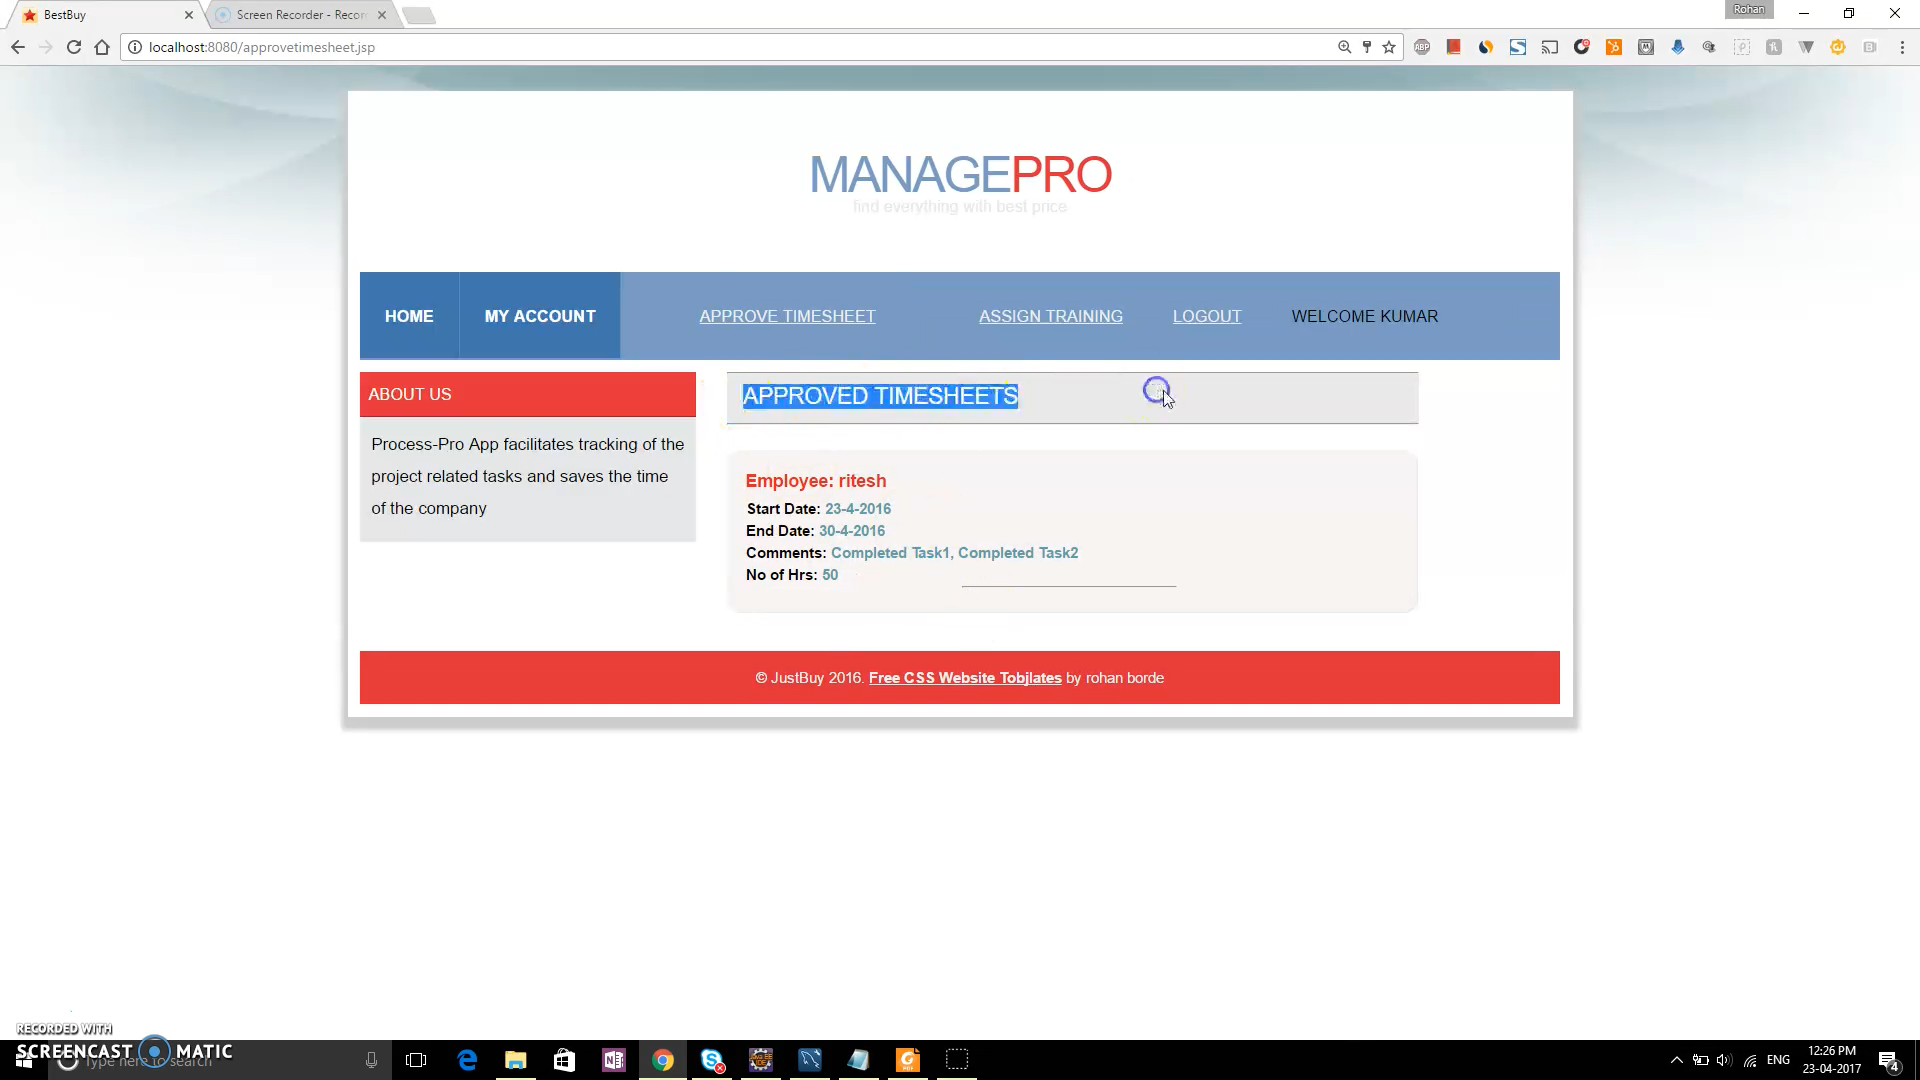 BestBuy
Screen Recorder - Recor
Rohan
localhost:8080/approvetimesheet.jsp
ABP
MANAGEPRO
find everything with best price
HOME
MY ACCOUNT
APPROVE TIMESHEET
ASSIGN TRAINING
LOGOUT
WELCOME KUMAR
ABOUT US
Process-Pro App facilitates tracking of the
project related tasks and saves the time
of the company
APPROVED TIMESHEETS
Employee: ritesh
Start Date: 23-4-2016
End Date: 30-4-2016
Comments: Completed Task1, Completed Task2
No of Hrs: 50
© JustBuy 2016. Free CSS Website Tobjlates by rohan borde
RECORDED WITH
SCREENCAST MATIC
Type here to search
ENG
12:26 PM
23-04-2017
4